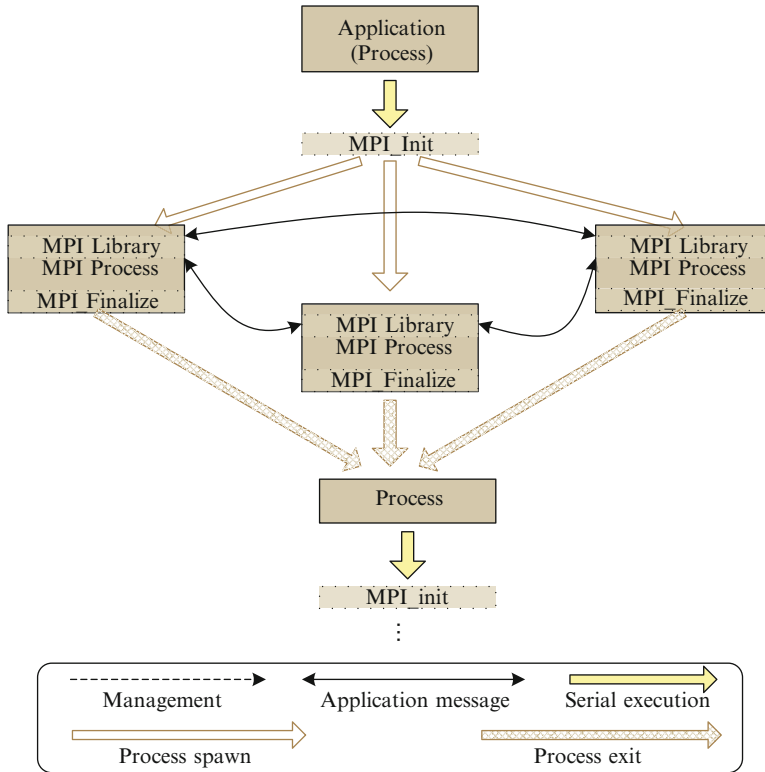 Application
(Process)
MPI_Init
MPI Library
MPI Process
MPI_Finalize
MPI Library
MPI Process
MPI_Finalize
MPI Library
MPI Process
MPI_Finalize
Process
MPI_init
⋮
Management
Application message
Serial execution
Process spawn
Process exit